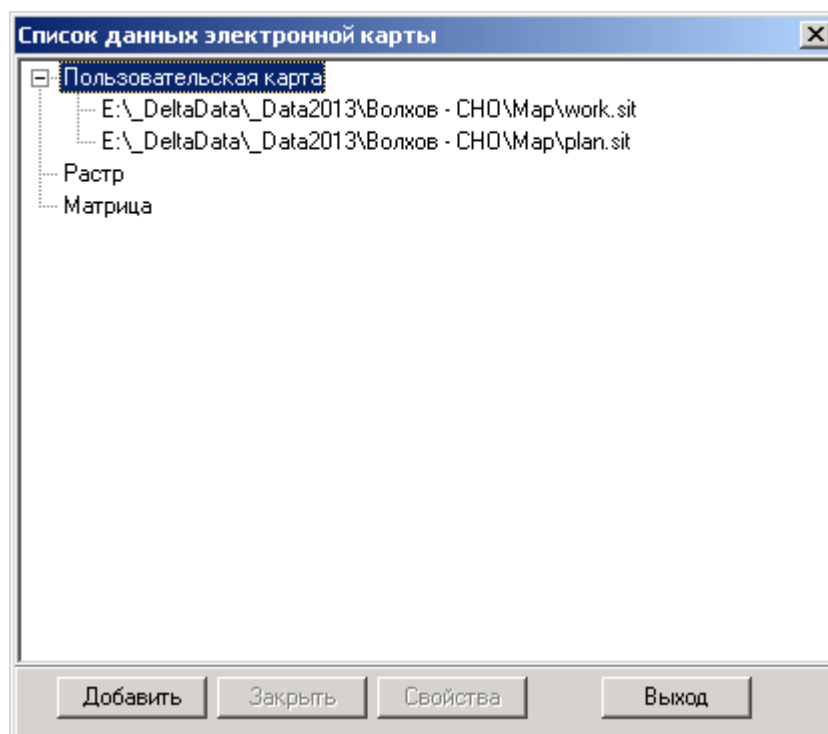 Список данных электронной карты
Пользовательская карта
E:\_DeltaData\_Data2013\Волхов - СНО\Map\work.sit
E:\_DeltaData\_Data2013\Волхов - СНО\Map\plan.sit
Растр
Матрица
Добавить Закрыть Свойства Выход